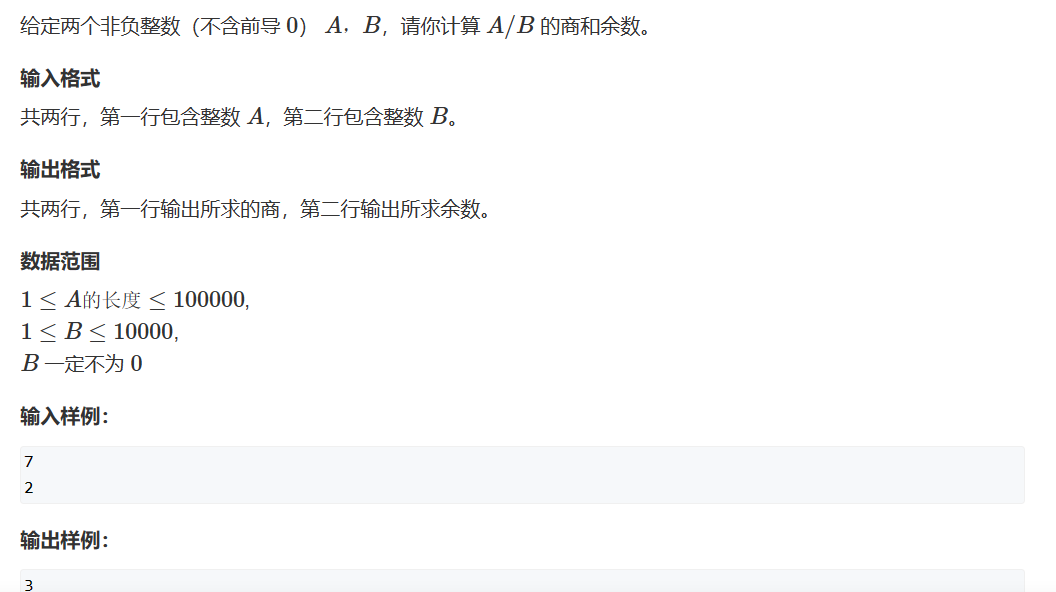 给定两个非负整数（不含前导 0） A，B，请你计算 A/B 的商和余数。
输入格式
共两行，第一行包含整数 A，第二行包含整数 B。
输出格式
共两行，第一行输出所求的商，第二行输出所求余数。
数据范围
1 ≤ A的长度 ≤ 100000,
1 ≤ B ≤ 10000,
B 一定不为 0
输入样例：
7
2
输出样例：
3